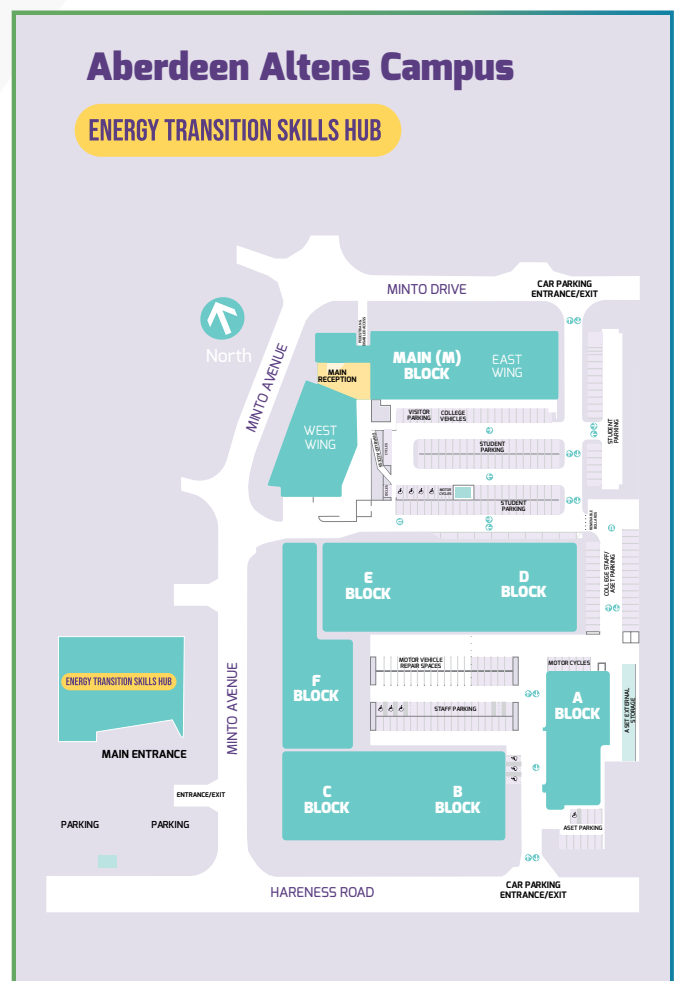 Aberdeen Altens Campus
ENERGY TRANSITION SKILLS HUB
MINTO DRIVE
CAR PARKING
ENTRANCE/EXIT
North
MINTO AVENUE
MAIN
RECEPTION
MAIN (M)
BLOCK
EAST
WING
WEST
WING
VISITOR
PARKING
COLLEGE
VEHICLES
STUDENT
PARKING
STUDENT
PARKING
CYCLES
MOTOR
CYCLES
STUDENT
PARKING
COLLEGE STAFF/
ASET PARKING
E
BLOCK
D
BLOCK
MOTOR VEHICLE
REPAIR SPACES
MOTOR CYCLES
ENERGY TRANSITION SKILLS HUB
F
BLOCK
A
BLOCK
ASET EXTERNAL
STORAGE
STAFF PARKING
MINTO AVENUE
MAIN ENTRANCE
ENTRANCE/EXIT
C
BLOCK
B
BLOCK
PARKING
PARKING
ASET PARKING
HARENESS ROAD
CAR PARKING
ENTRANCE/EXIT